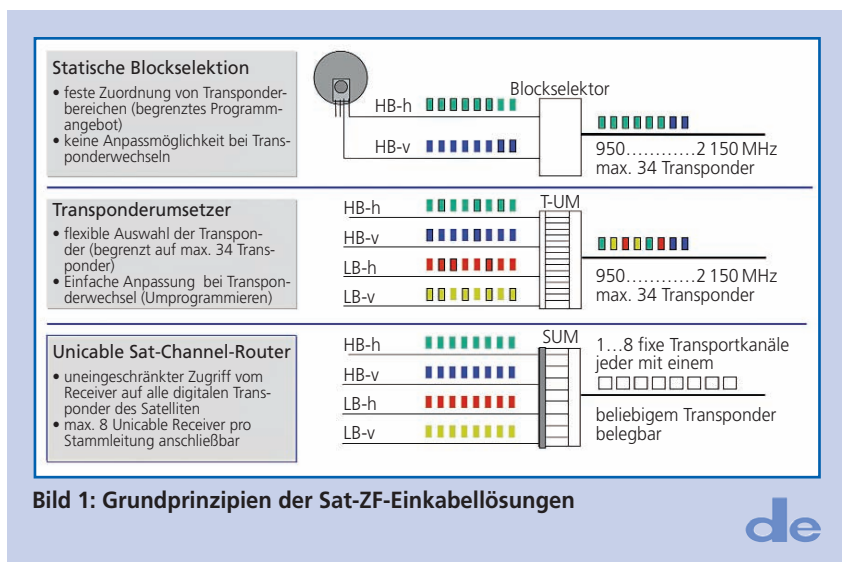 Statische Blockselektion
• feste Zuordnung von Transponder-
bereichen (begrenztes Programm-
angebot)
• keine Anpassmöglichkeit bei Trans-
ponderwechseln
Blockselektor
HB-h
HB-v
950............2 150 MHz
max. 34 Transponder
Transponderumsetzer
• flexible Auswahl der Transpon-
der (begrenzt auf max. 34 Trans-
ponder)
• Einfache Anpassung bei Transpon-
derwechsel (Umprogrammieren)
T-UM
HB-h
HB-v
LB-h
LB-v
950............2 150 MHz
max. 34 Transponder
Unicable Sat-Channel-Router
• uneingeschränkter Zugriff vom
Receiver auf alle digitalen Trans-
ponder des Satelliten
• max. 8 Unicable Receiver pro
Stammleitung anschließbar
SUM
HB-h
HB-v
LB-h
LB-v
1...8 fixe Transportkanäle
jeder mit einem
beliebigem Transponder
belegbar
Bild 1: Grundprinzipien der Sat-ZF-Einkabellösungen
de